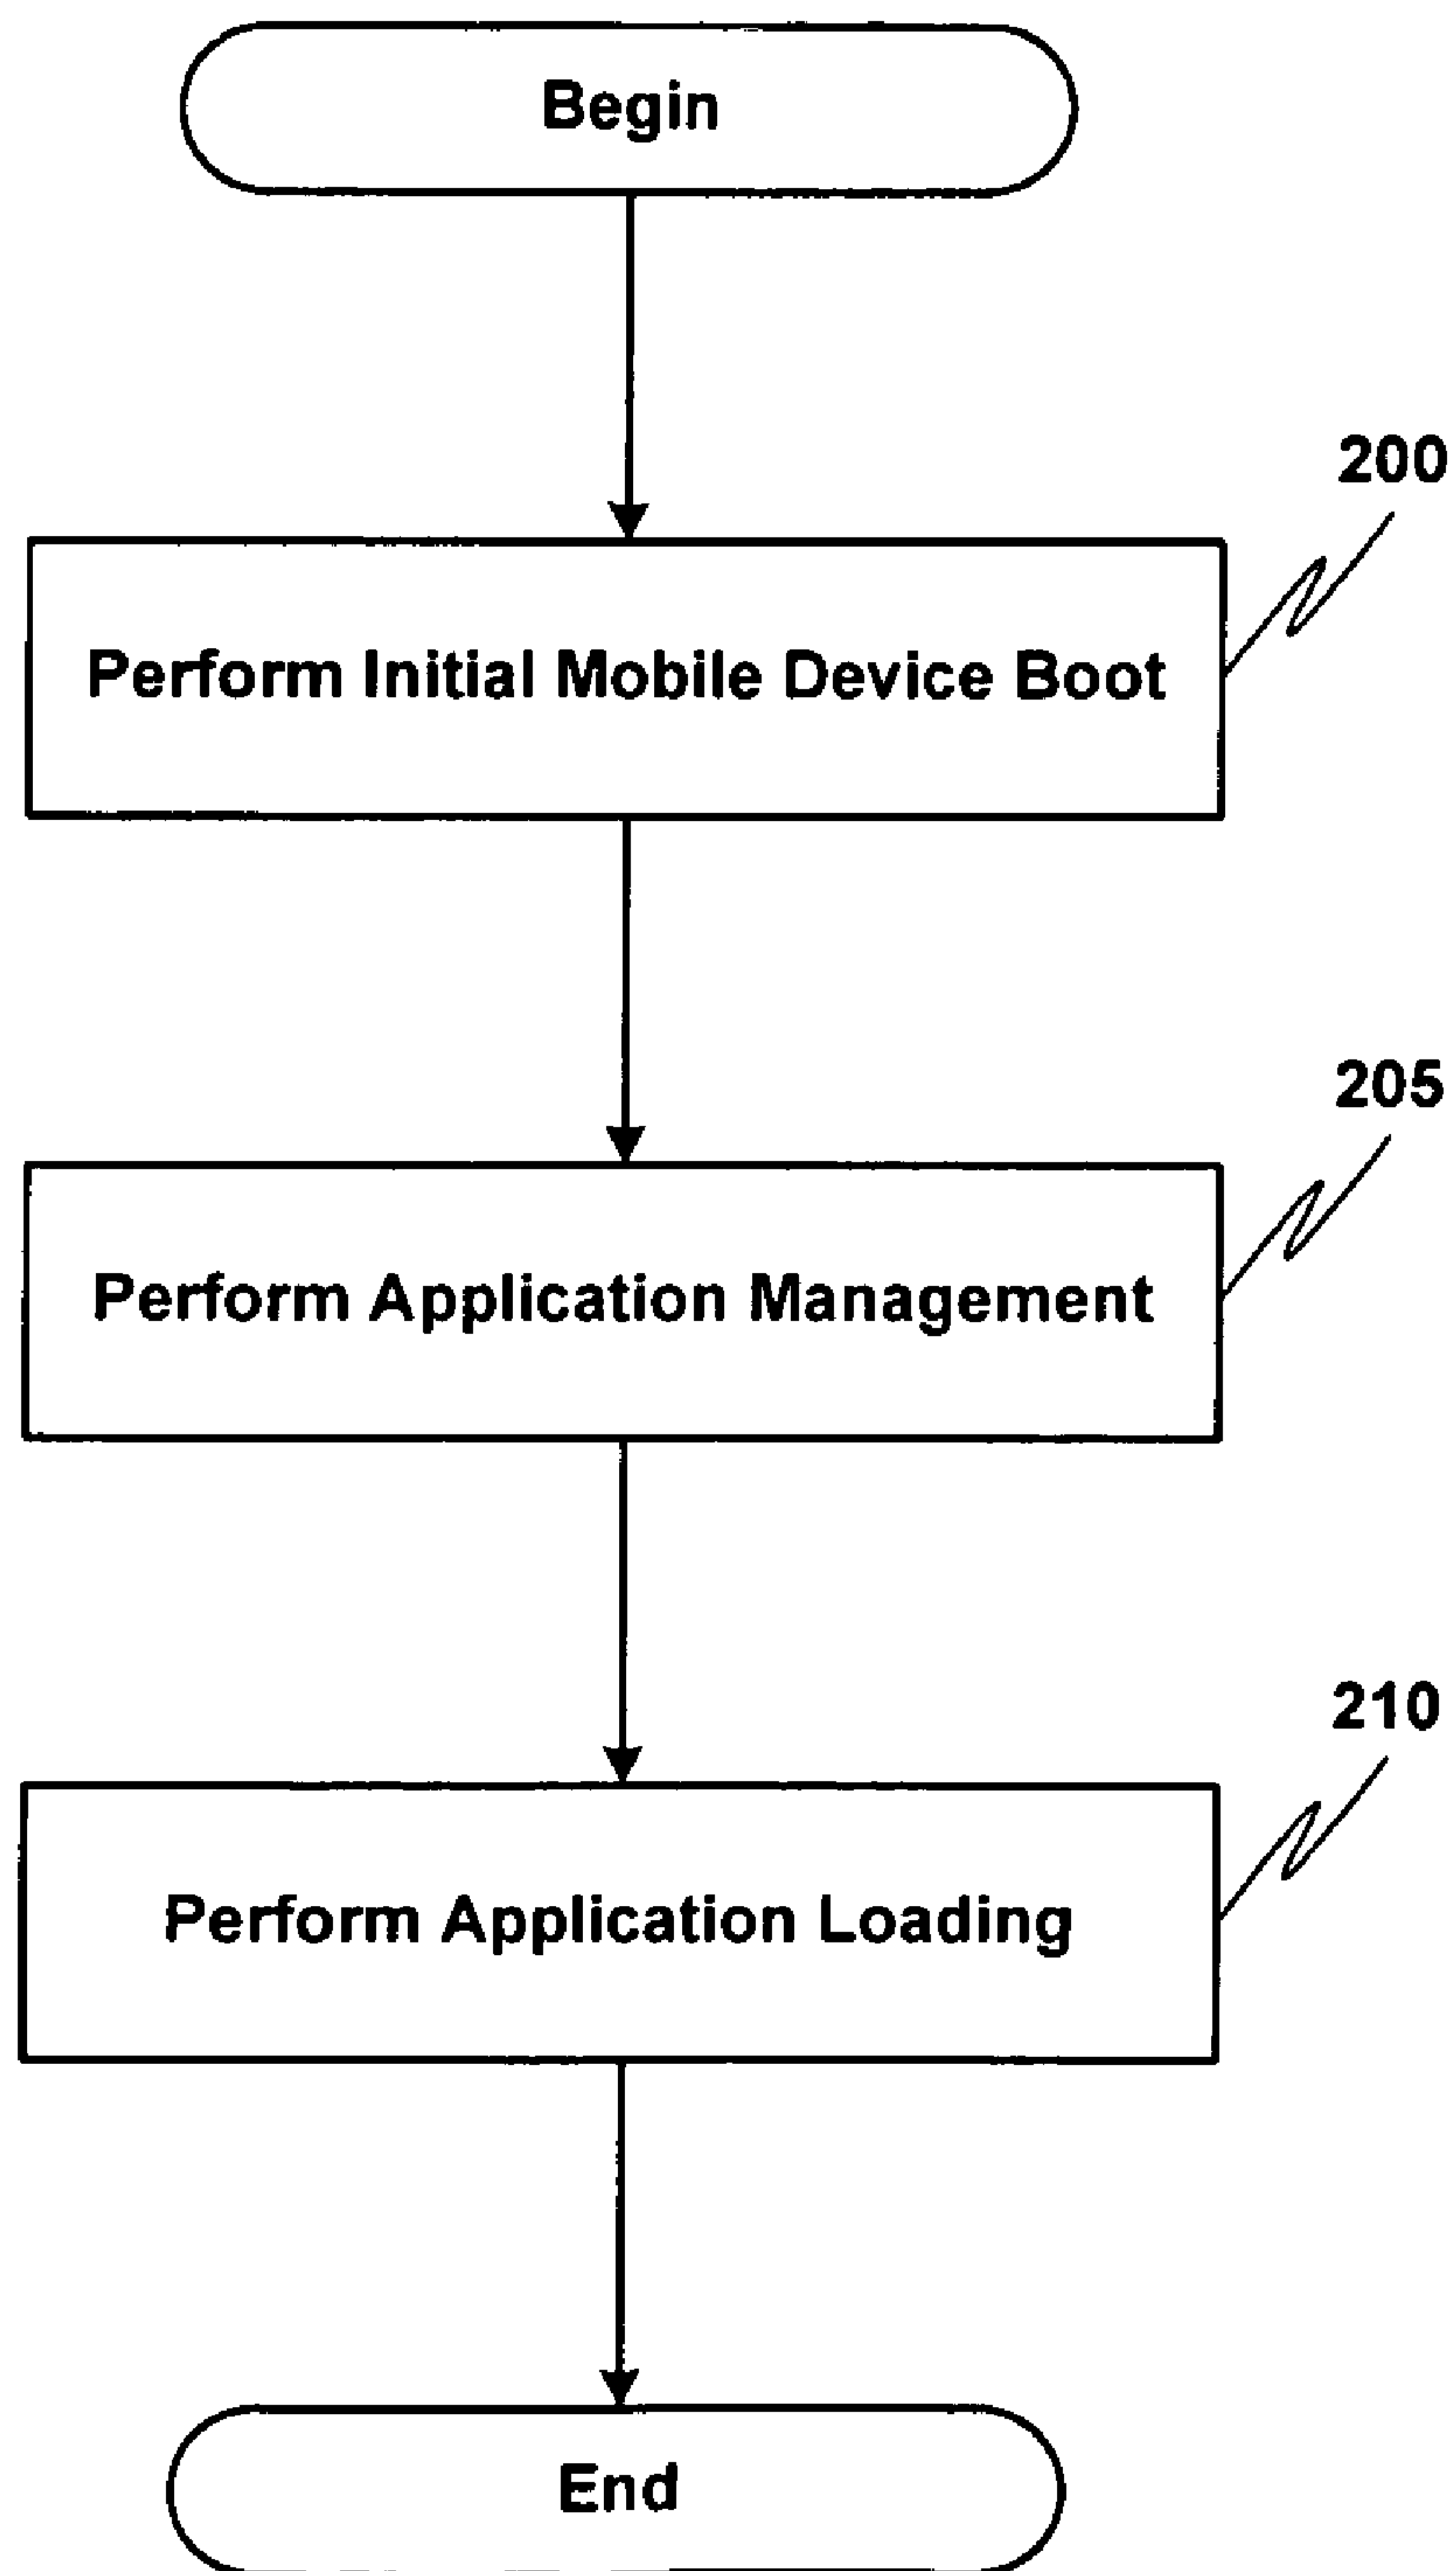 Begin
200
Perform Initial Mobile Device Boot
205
Perform Application Management
210
Perform Application Loading
End